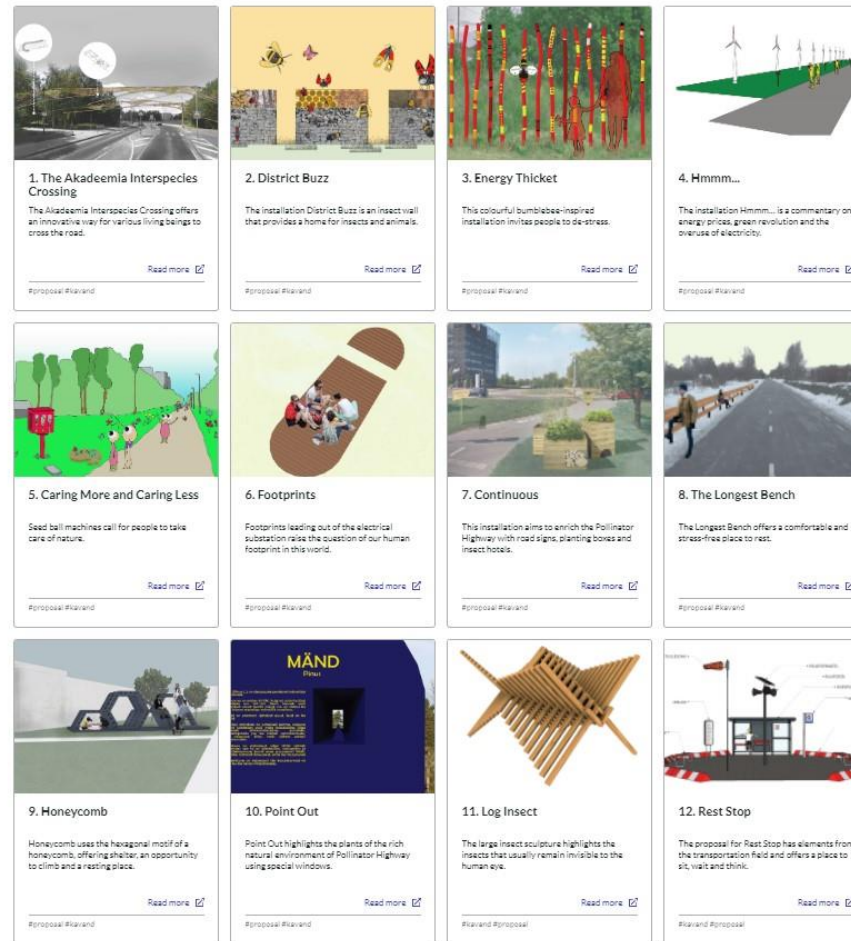 1. The Akadeemia Interspecies
Crossing
The Akadeemia Interspecies Crossing offers
an innovative way for various living beings to
cross the road.
Read more
#proposal #kavand
2. District Buzz
The installation District Buzz is an insect wall
that provides a home for insects and animals.
Read more
#proposal #kavand
3. Energy Thicket
This colourful bumblebee-inspired
installation invites people to de-stress.
Read more
#proposal #kavand
4. Hmmm...
The installation Hmmm... is a commentary on
energy prices, green revolution and the
overuse of electricity.
Read more
#proposal #kavand
5. Caring More and Caring Less
Seed ball machines call for people to take
care of nature.
Read more
#proposal #kavand
6. Footprints
Footprints leading out of the electrical
substation raise the question of our human
footprint in this world.
Read more
#proposal #kavand
7. Continuous
This installation aims to enrich the Pollinator
Highway with road signs, planting boxes and
insect hotels.
Read more
#proposal #kavand
8. The Longest Bench
The Longest Bench offers a comfortable and
stress-free place to rest.
Read more
#proposal #kavand
9. Honeycomb
Honeycomb uses the hexagonal motif of a
honeycomb, offering shelter, an opportunity
to climb and a resting place.
Read more
#proposal #kavand
MÄND
Pinus
10. Point Out
Point Out highlights the plants of the rich
natural environment of Pollinator Highway
using special windows.
Read more
#proposal #kavand
11. Log Insect
The large insect sculpture highlights the
insects that usually remain invisible to the
human eye.
Read more
#kavand #proposal
12. Rest Stop
The proposal for Rest Stop has elements from
the transportation field and offers a place to
sit, wait and think.
Read more
#kavand #proposal